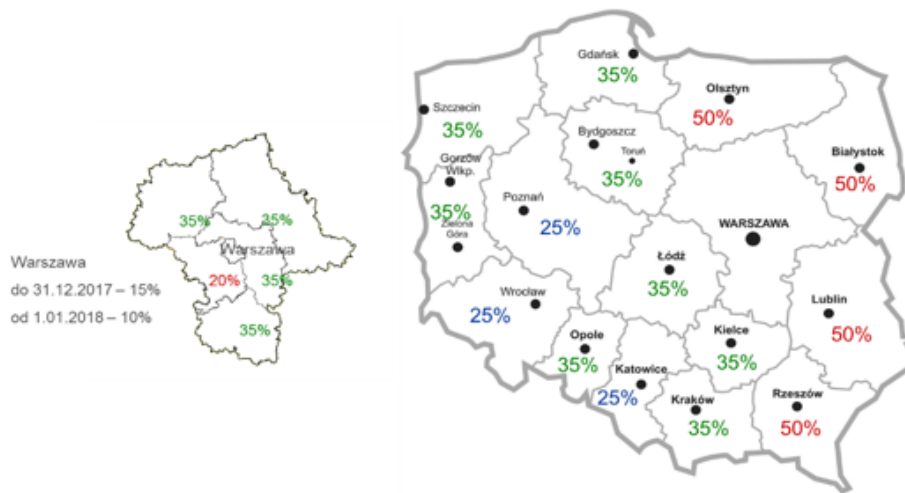 Warszawa
do 31.12.2017 – 15%
od 1.01.2018 – 10%
35%
25%
Warszawa
20%
35%
35%
Gdańsk
35%
Olsztyn
50%
Szczecin
35%
Bydgoszcz
Toruń
35%
Białystok
50%
Gorzów
Wlkp.
35%
Zielona
Góra
Poznań
25%
WARSZAWA
Łódź
35%
Wrocław
25%
Lublin
50%
Opole
35%
Kielce
35%
Katowice
25%
Kraków
35%
Rzeszów
50%